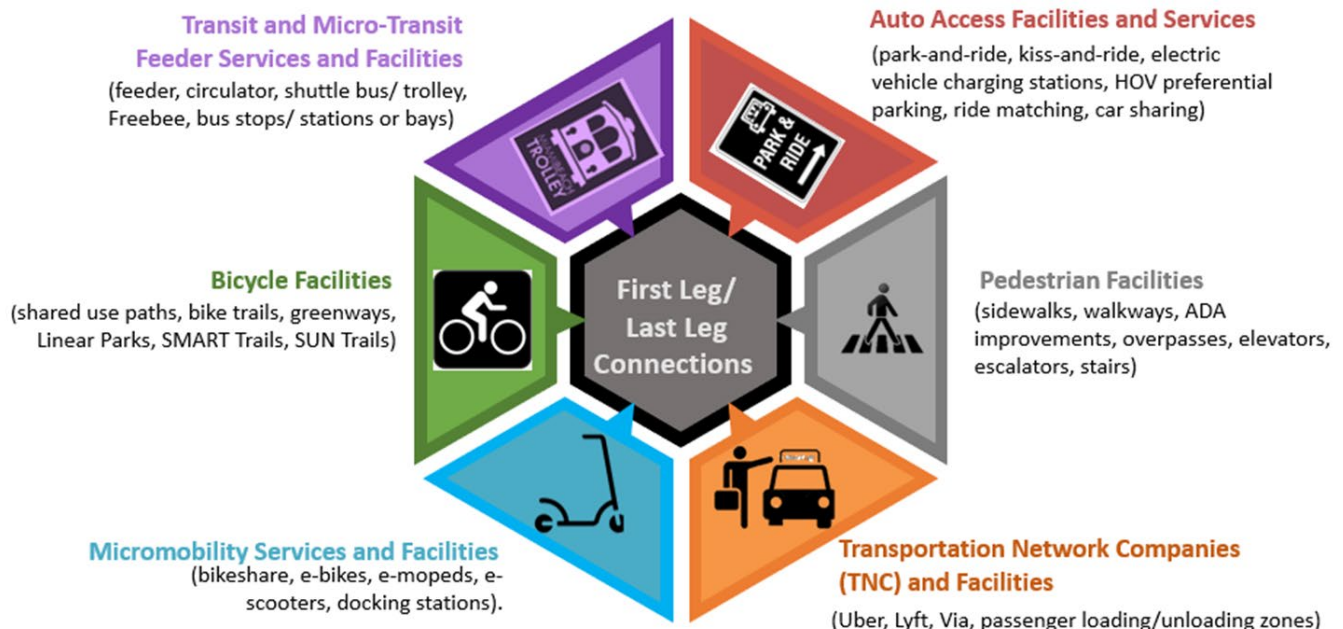 Transit and Micro-Transit
Feeder Services and Facilities
(feeder, circulator, shuttle bus/ trolley,
Freebee, bus stops/ stations or bays)
Auto Access Facilities and Services
(park-and-ride, kiss-and-ride, electric
vehicle charging stations, HOV preferential
parking, ride matching, car sharing)
MIAMI BEACH
TROLLEY
PARK &
RIDE
Bicycle Facilities
(shared use paths, bike trails, greenways,
Linear Parks, SMART Trails, SUN Trails)
First Leg/
Last Leg
Connections
Pedestrian Facilities
(sidewalks, walkways, ADA
improvements, overpasses, elevators,
escalators, stairs)
Micromobility Services and Facilities
(bikeshare, e-bikes, e-mopeds, e-
scooters, docking stations).
Transportation Network Companies
(TNC) and Facilities
(Uber, Lyft, Via, passenger loading/unloading zones)